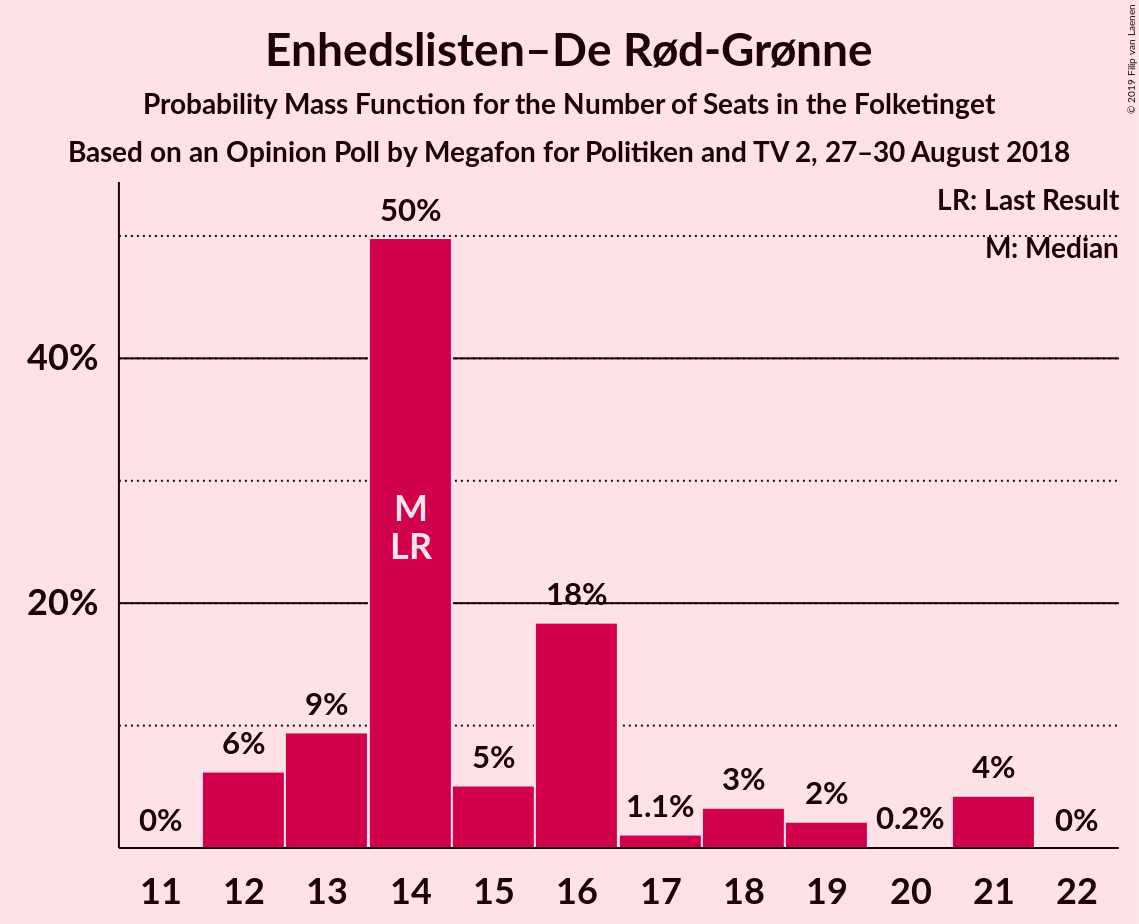 Enhedslisten–De Rød-Grønne
Probability Mass Function for the Number of Seats in the Folketinget
Based on an Opinion Poll by Megafon for Politiken and TV 2, 27–30 August 2018
© 2019 Filip van Laenen
LR: Last Result
M: Median
50%
40%
M
LR
20%
18%
9%
6%
5%
4%
3%
2%
1.1%
0.2%
0%
0%
11 12 13 14 15 16 17 18 19 20 21 22